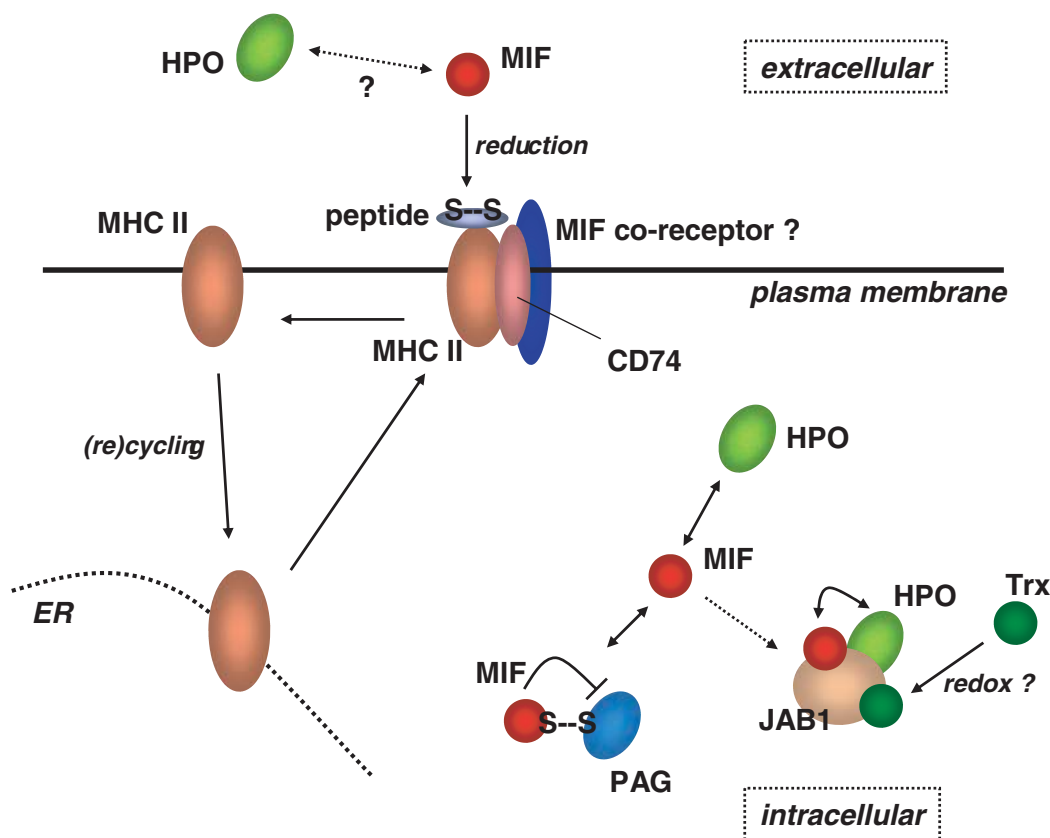 HPO
MIF
?
extracellular
reduction
MHC II
peptide
S--S
MIF co-receptor ?
plasma membrane
MHC II
CD74
(re)cycling
HPO
MIF
ER
HPO
Trx
MIF
S--S
JAB1
redox ?
PAG
intracellular